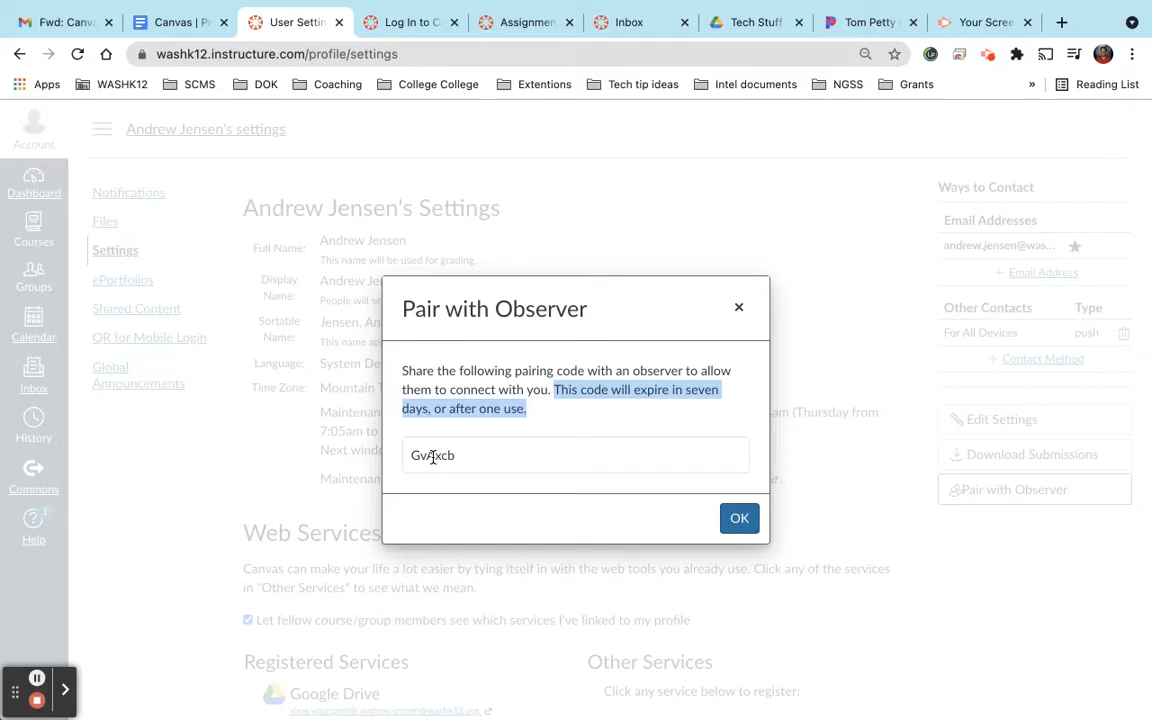 Fwd: Canv
Canvas | P
User Settin
Log In to C
Assignmen
Inbox
Tech Stuff
Tom Petty
Your Scree
washk12.instructure.com/profile/settings
Apps
WASHK12
SCMS
DOK
Coaching
College College
Extentions
Tech tip ideas
Intel documents
NGSS
Grants
»
Reading List
Account
Dashboard
Courses
Groups
Calendar
Inbox
History
Commons
1
Help
Andrew Jensen's settings
Notifications
Files
Settings
ePortfolios
Shared Content
QR for Mobile Login
Global
Announcements
Andrew Jensen's Settings
Full Name:
Andrew Jensen
This name will be used for grading.
Display
Name:
Andrew Je
People will se
Sortable
Name:
Jensen, An
This name ap
Language:
System De
Time Zone:
Mountain T
Maintenan
am (Thursday from
7:05am to
Next windo
Maintenan
Pair with Observer
Share the following pairing code with an observer to allow
them to connect with you. This code will expire in seven
days, or after one use.
xcb
OK
Web Services
Canvas can make your life a lot easier by tying itself in with the web tools you already use. Click any of the services
in "Other Services" to see what we mean.
Let fellow course/group members see which services I've linked to my profile
Registered Services
Google Drive
view your profile andrew.jensen@washk12.org
Other Services
Click any service below to register:
Ways to Contact
Email Addresses
andrew.jensen@was...
+ Email Address
Other Contacts
Type
For All Devices
push
+ Contact Method
Edit Settings
Download Submissions
Pair with Observer